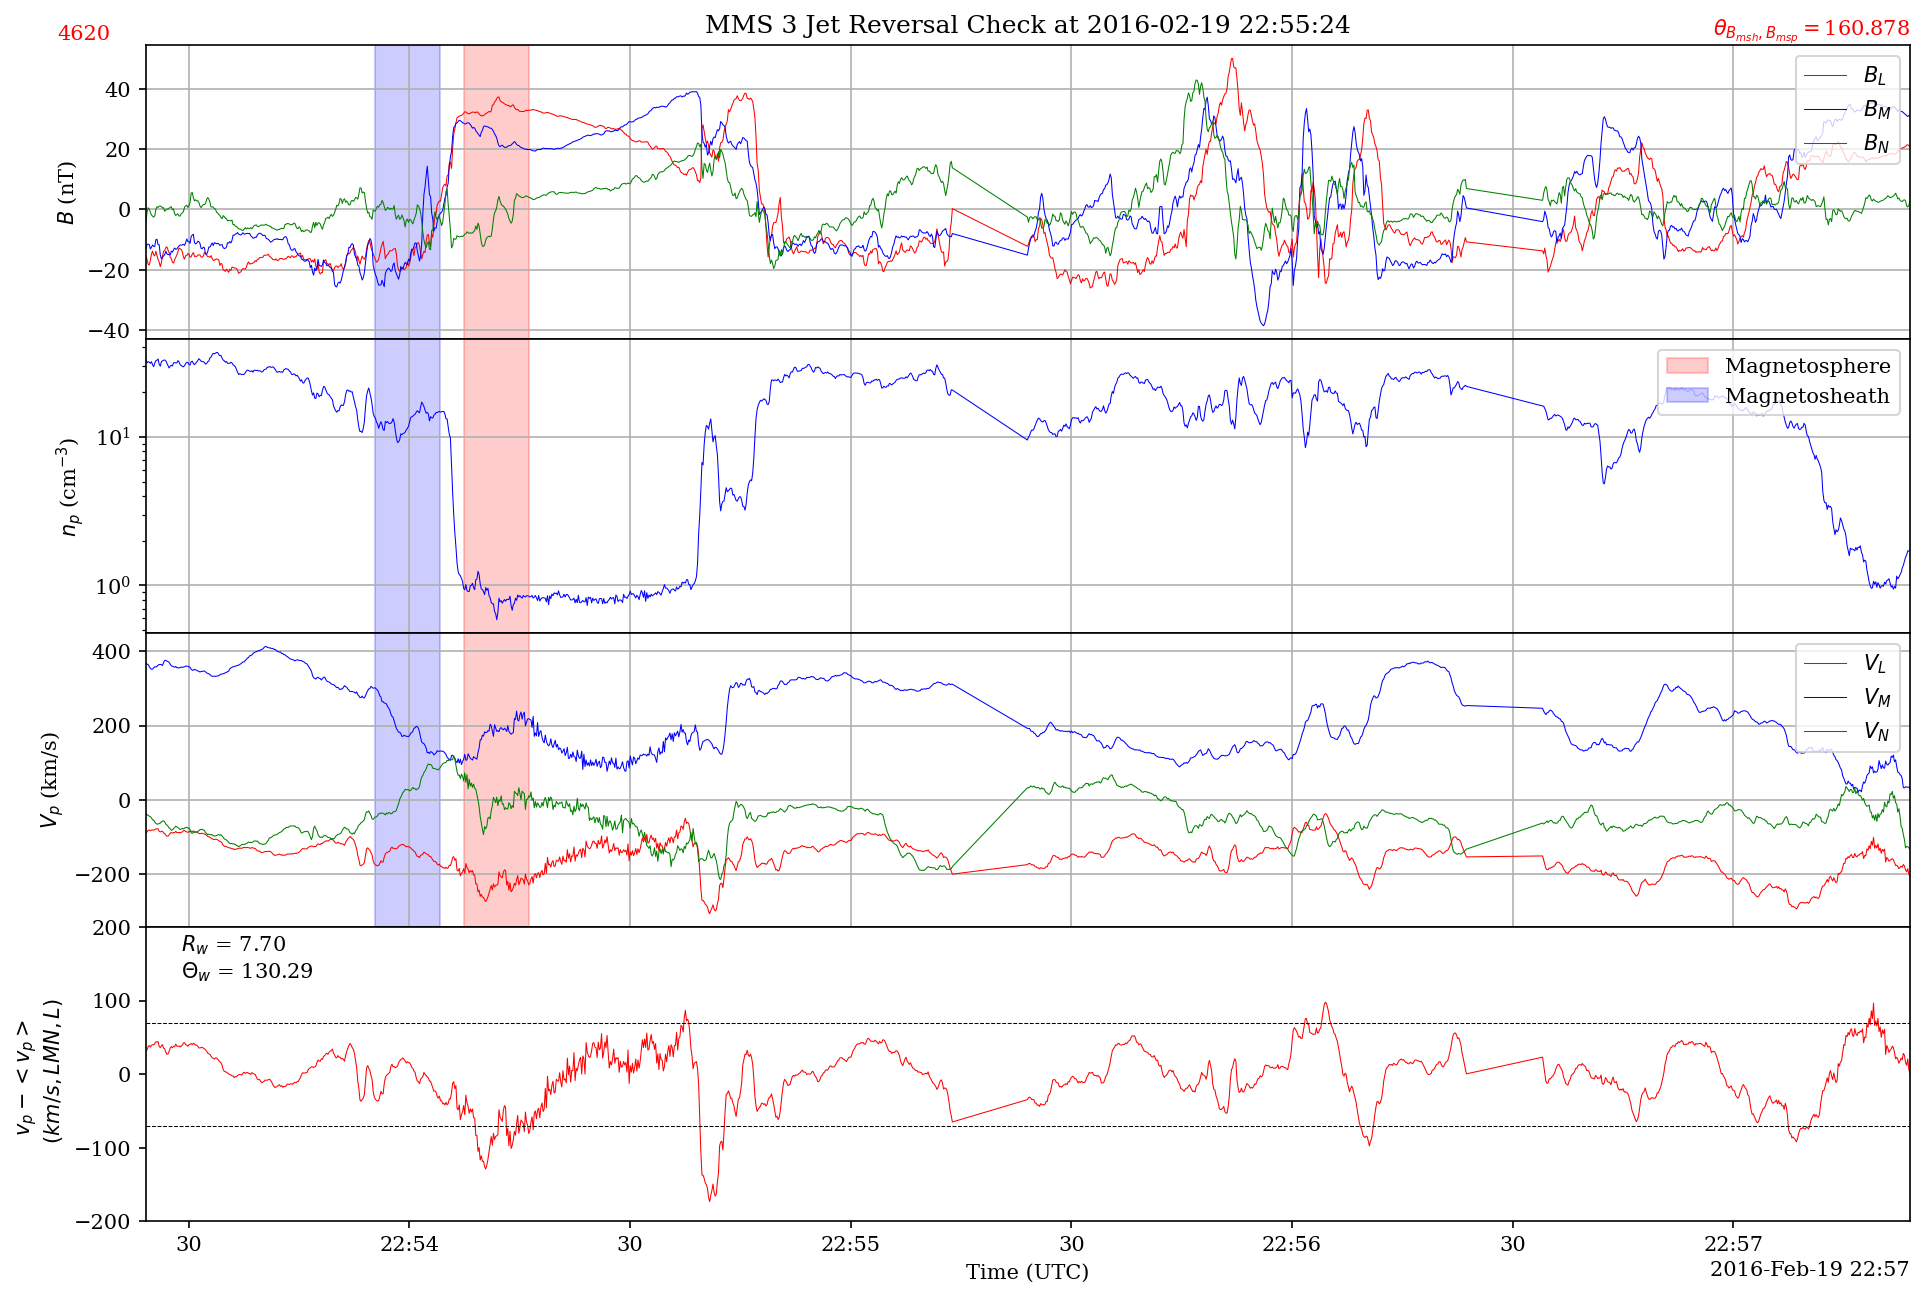 4620
MMS 3 Jet Reversal Check at 2016-02-19 22:55:24
θ_{B_{msh}, B_{msp}} = 160.878
B (nT)
40
20
0
−20
−40
B_L
B_M
B_N
n_p (cm⁻³)
10¹
10⁰
Magnetosphere
Magnetosheath
V_p (km/s)
400
200
0
−200
V_L
V_M
V_N
v_p − < v_p >
(km/s, LMN, L)
200
100
0
−100
−200
R_w = 7.70
Θ_w = 130.29
30 22:54 30 22:55 30 22:56 30 22:57
Time (UTC)
2016-Feb-19 22:57